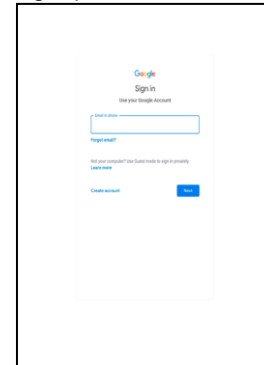 Google
Sign in
Use your Google Account
Email or phone
Forgot email?
Not your computer? Use Guest mode to sign in privately.
Learn more
Create account
Next